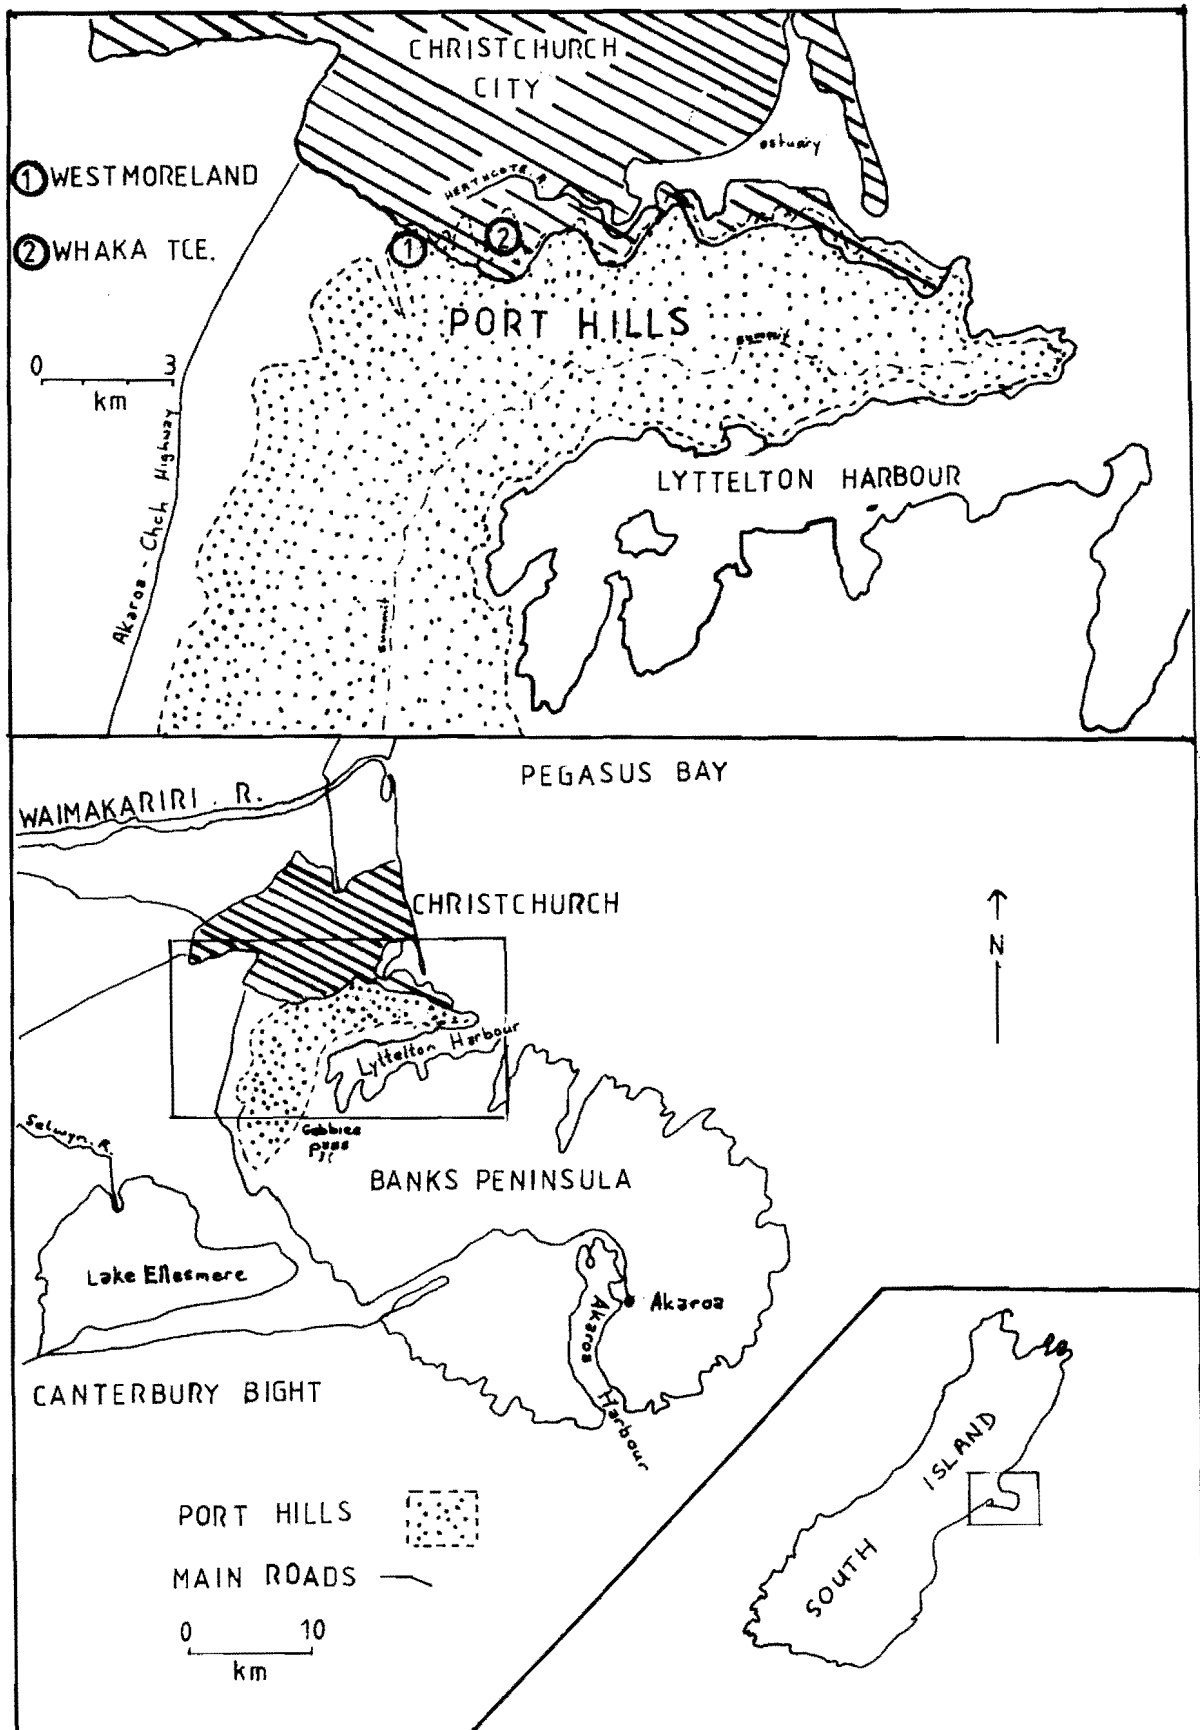 CHRISTCHURCH
CITY
estuary
HEATHCOTE. R.
1 WESTMORELAND
2 WHAKA TCE.
1
2
PORT HILLS
summit
0 3
km
Akaroa - Chch Highway
LYTTELTON HARBOUR
summit
PEGASUS BAY
WAIMAKARIRI . R.
CHRISTCHURCH
N
Lyttelton Harbour
Selwyn. R.
Gebbies
Pass
BANKS PENINSULA
Lake Ellesmere
Akaroa
Akaroa
Harbour
CANTERBURY BIGHT
SOUTH ISLAND
PORT HILLS
MAIN ROADS
0 10
km